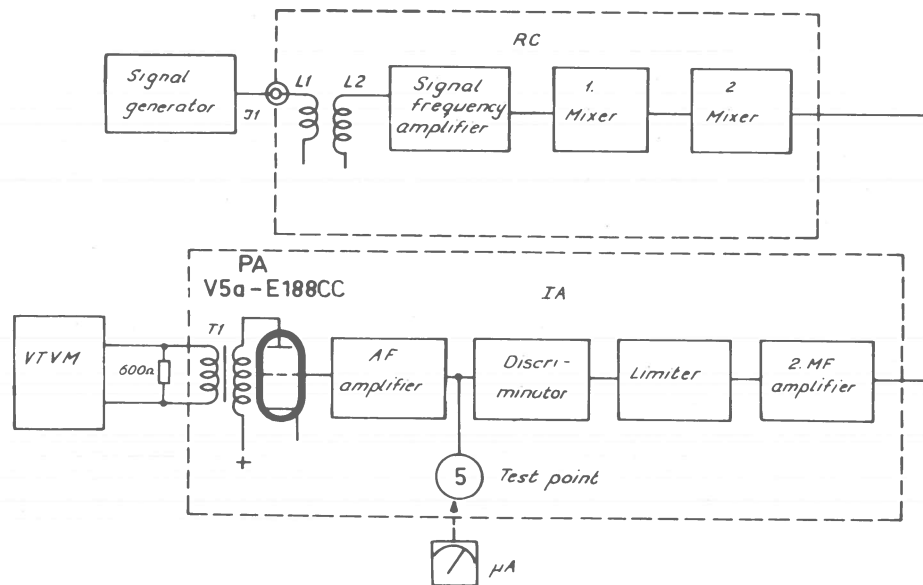 RC
Signal
generator
J1
L1
L2
Signal
frequency
amplifier
1.
Mixer
2
Mixer
PA
V5a-E188CC
IA
VTVM
600Ω
T1
+
AF
amplifier
Discri-
minator
Limiter
2. MF
amplifier
5
Test point
μA